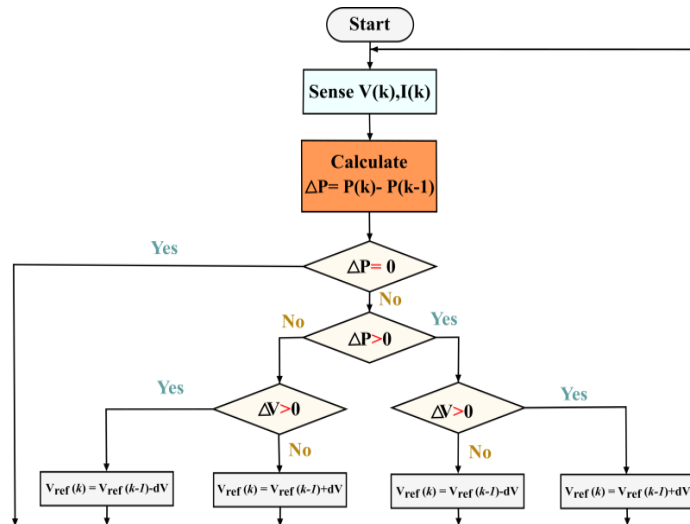 Start
Sense V(k),I(k)
Calculate
ΔP= P(k)- P(k-1)
Yes
ΔP= 0
No
No
ΔP>0
Yes
Yes
ΔV>0
ΔV>0
Yes
No
No
Vref (k) = Vref (k-1)-dV
Vref (k) = Vref (k-1)+dV
Vref (k) = Vref (k-1)-dV
Vref (k) = Vref (k-1)+dV